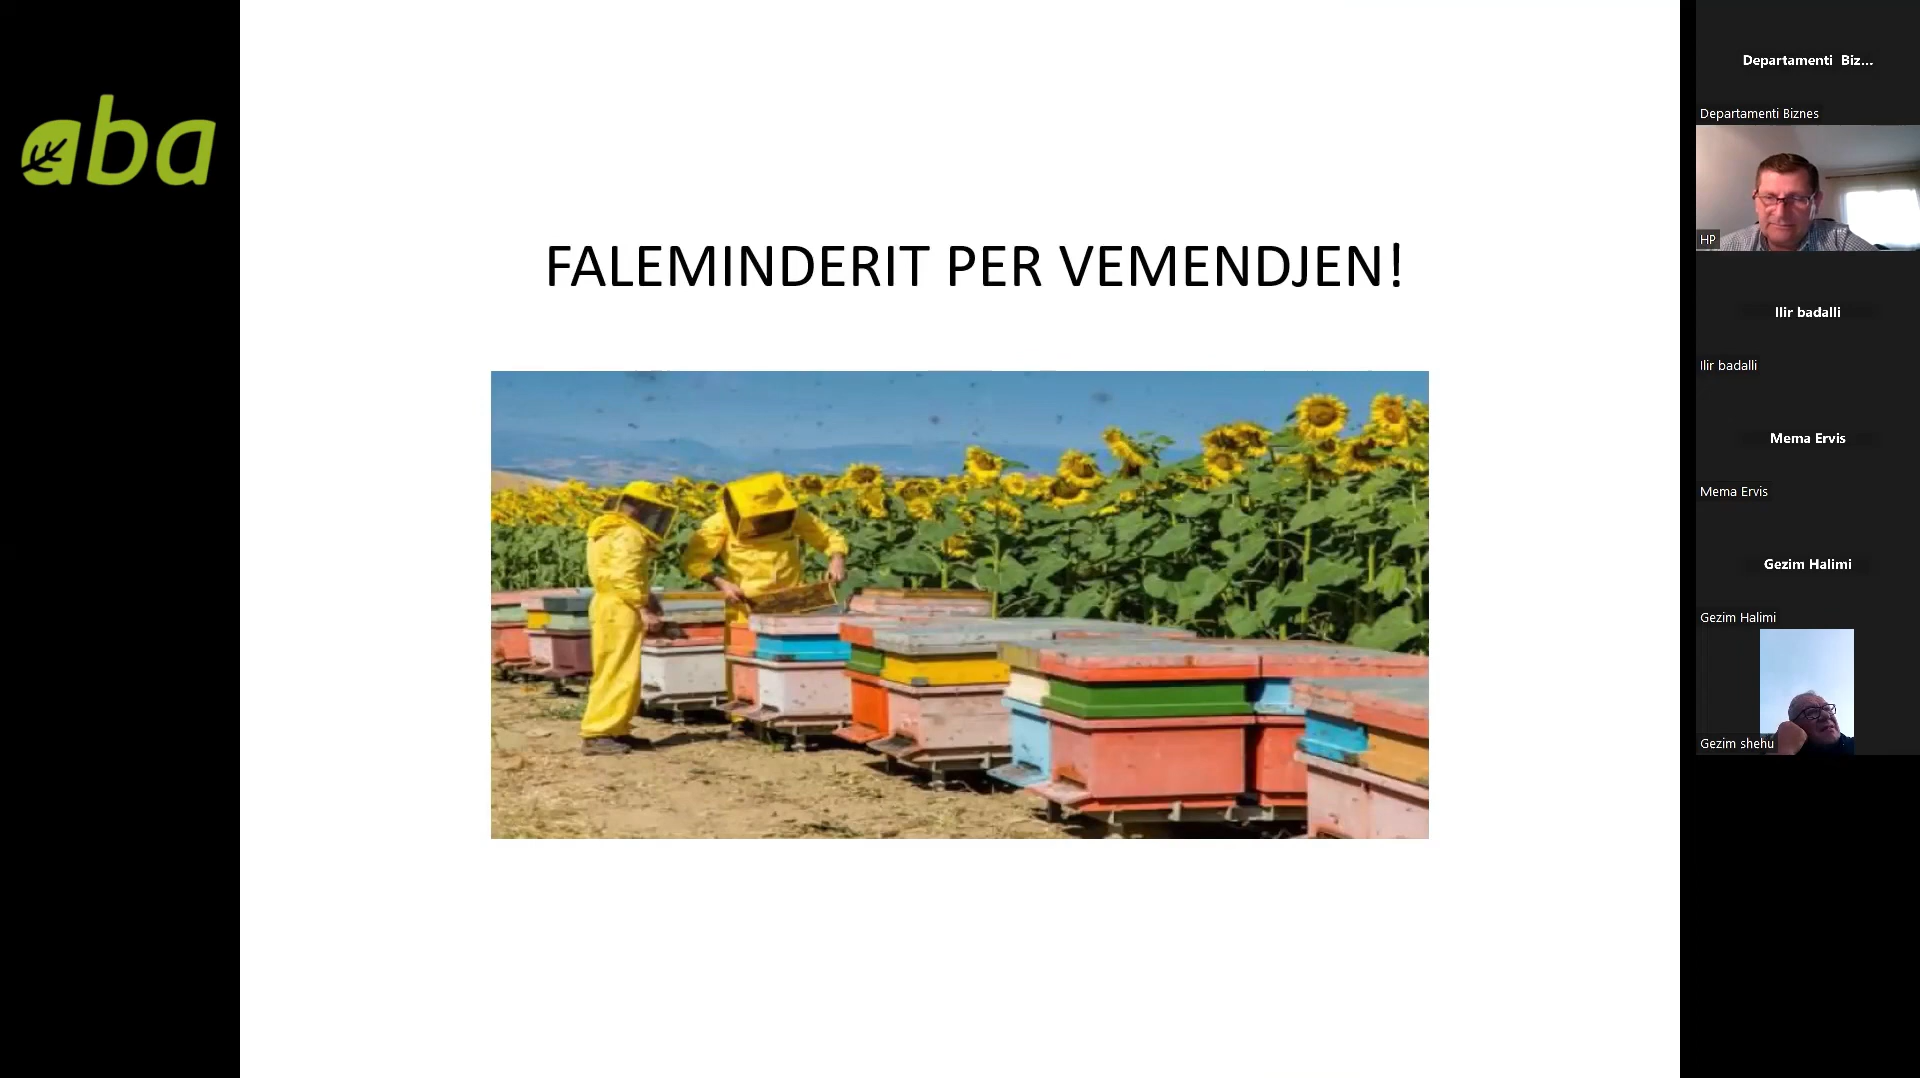 aba
FALEMINDERIT PER VEMENDJEN!
Departamenti Biz...
Departamenti Biznes
HP
Ilir badalli
Ilir badalli
Mema Ervis
Mema Ervis
Gezim Halimi
Gezim Halimi
Gezim shehu